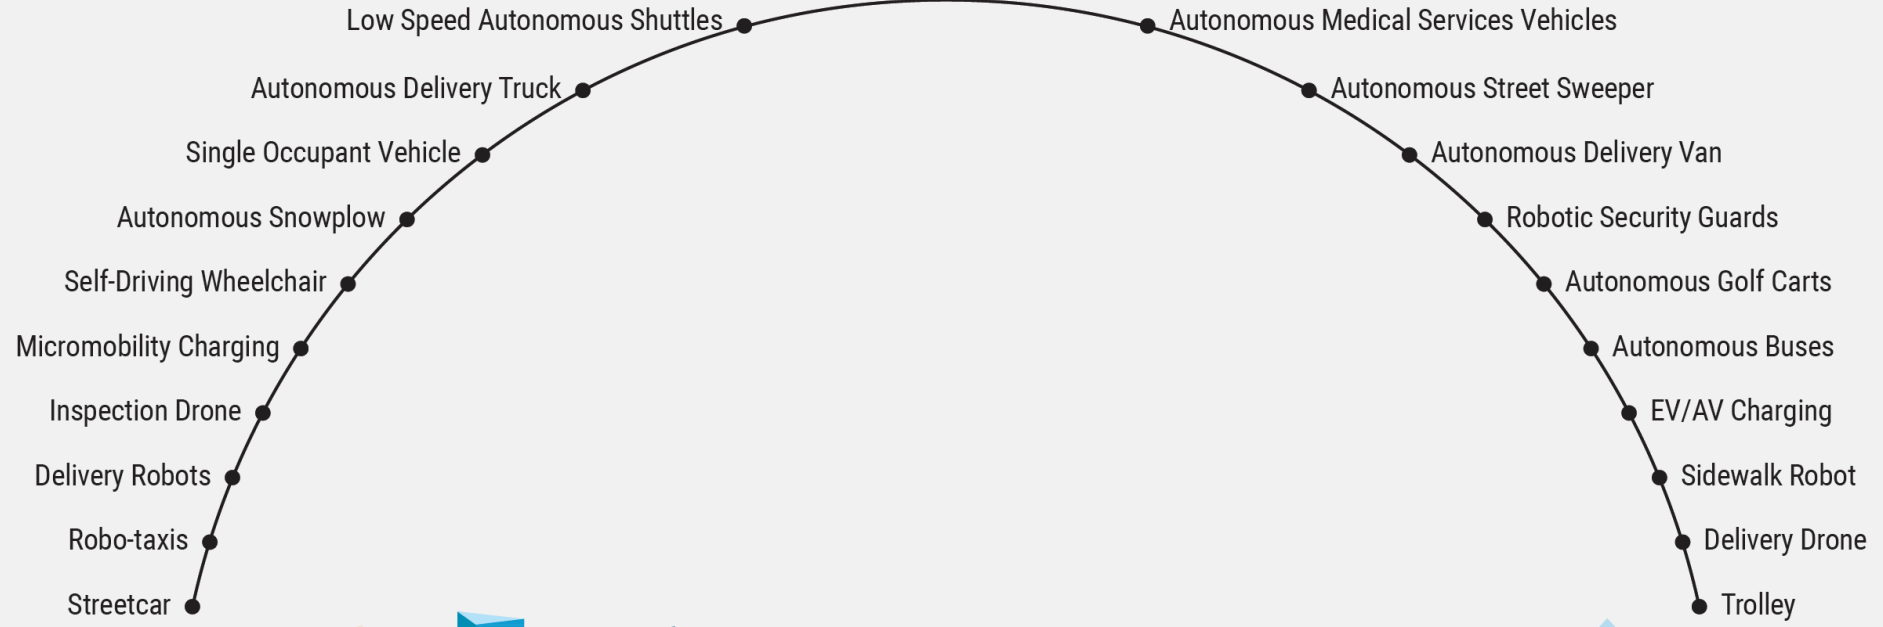 Low Speed Autonomous Shuttles
Autonomous Medical Services Vehicles
Autonomous Delivery Truck
Autonomous Street Sweeper
Single Occupant Vehicle
Autonomous Delivery Van
Autonomous Snowplow
Robotic Security Guards
Self-Driving Wheelchair
Autonomous Golf Carts
Micromobility Charging
Autonomous Buses
Inspection Drone
EV/AV Charging
Delivery Robots
Sidewalk Robot
Robo-taxis
Delivery Drone
Streetcar
Trolley